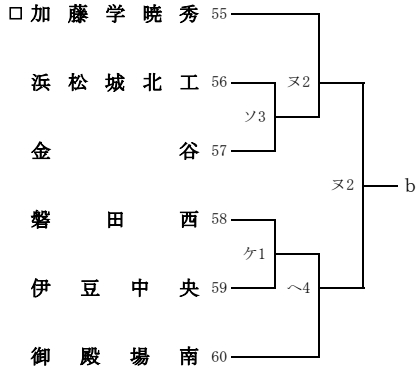 □ 加藤学暁秀 55
浜松城北工 56
ヌ2
ソ3
金谷 57
ヌ2
b
磐田西 58
ケ1
伊豆中央 59
ヘ4
御殿場南 60